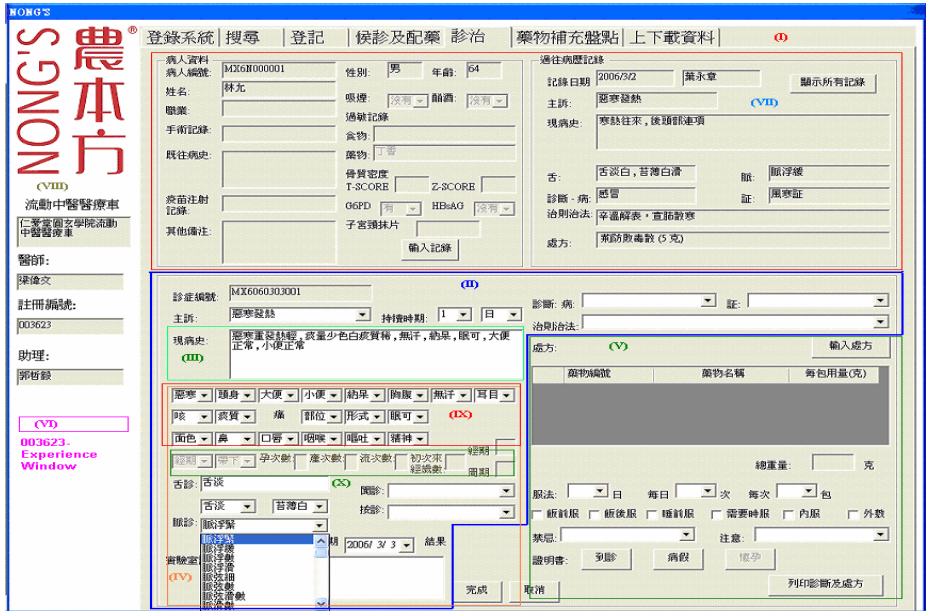 NONG'S
NONG'S 農本方®
登錄系統 搜尋 登記 候診及配藥 診治 藥物補充盤點 上下載資料 (I)
病人資料
病人編號: MX6N000001 性別: 男 年齡: 64
姓名: 林允
吸煙: 沒有 酗酒: 沒有
職業:
過敏記錄
手術記錄:
食物:
既往病史:
藥物: 丁香
骨質密度
T-SCORE Z-SCORE
疫苗注射
記錄:
G6PD 有 HBsAG 沒有
子宮頸抹片
其他備注:
輸入記錄
過往病歷記錄
記錄日期 2006/3/2 葉永章 顯示所有記錄
主訴: 惡寒發熱 (VII)
現病史: 寒熱往來,後頭部連項
舌: 舌淡白,苔薄白滑 脈: 脈浮緩
診斷 - 病: 感冒 証: 風寒証
治則治法: 辛溫解表,宣肺散寒
處方: 荊防敗毒散 (5 克)
(VIII)
流動中醫醫療車
仁愛堂圓玄學院流動
中醫醫療車
醫師:
梁偉文
註冊編號:
003623
助理:
郭哲銀
(VI)
003623-
Experience
Window
(II)
診症編號: MX6060303001
主訴: 惡寒發熱 持續時期: 1 日
現病史: 惡寒重發熱輕,痰量少色白痰質稀,無汗,納呆,眠可,大便
正常,小便正常
(III)
診斷: 病: 証:
治則治法:
惡寒 頭身 大便 小便 納呆 胸腹 無汗 耳目
咳 痰質 痛 部位 形式 眠可 (IX)
面色 鼻 口唇 咽喉 嘔吐 精神
經期 帶下 孕次數: 產次數: 流次數: 初次來
經歲數: 經期 周期
舌診: 舌淡 (X) 聞診:
舌淡 苔薄白 按診:
脈診: 脈浮緊
脈浮緊
脈浮緩
脈浮數
脈浮滑
脈弦細
脈弦數
脈弦滑數
脈滑數
期 2006/ 3/ 3 結果
實驗室
(IV)
完成 取消
處方: (V) 輸入處方
藥物編號 藥物名稱 每包用量(克)
總重量: 克
服法: 日 每日 次 每次 包
飯前服 飯後服 睡前服 需要時服 內服 外敷
禁忌: 注意:
證明書: 到診 病假 懷孕
列印診斷及處方